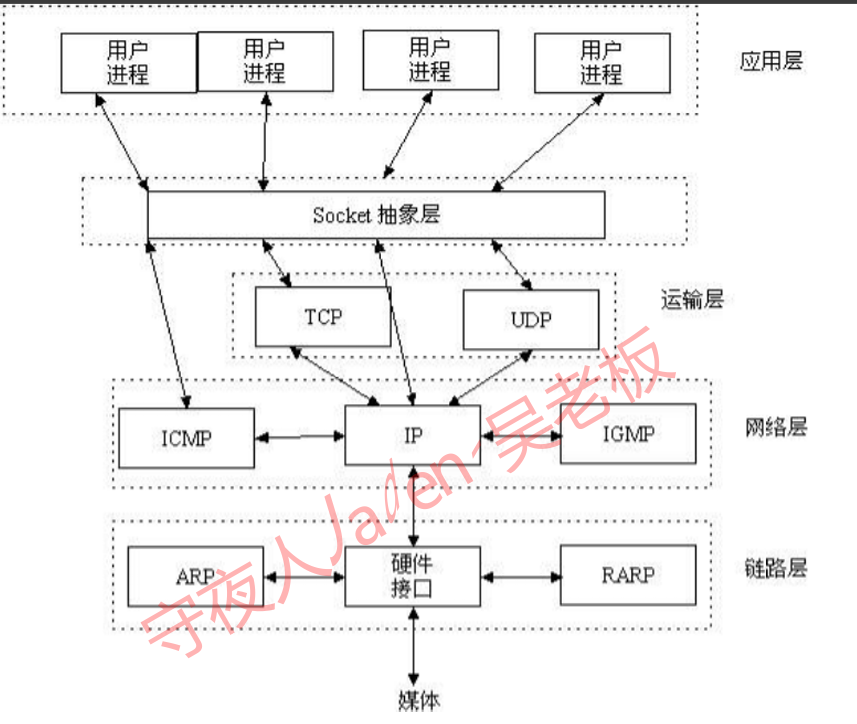 用户
进程
用户
进程
用户
进程
用户
进程
应用层
Socket 抽象层
TCP
UDP
运输层
ICMP
IP
IGMP
网络层
ARP
硬件
接口
RARP
链路层
媒体
守夜人Jaden-吴老板